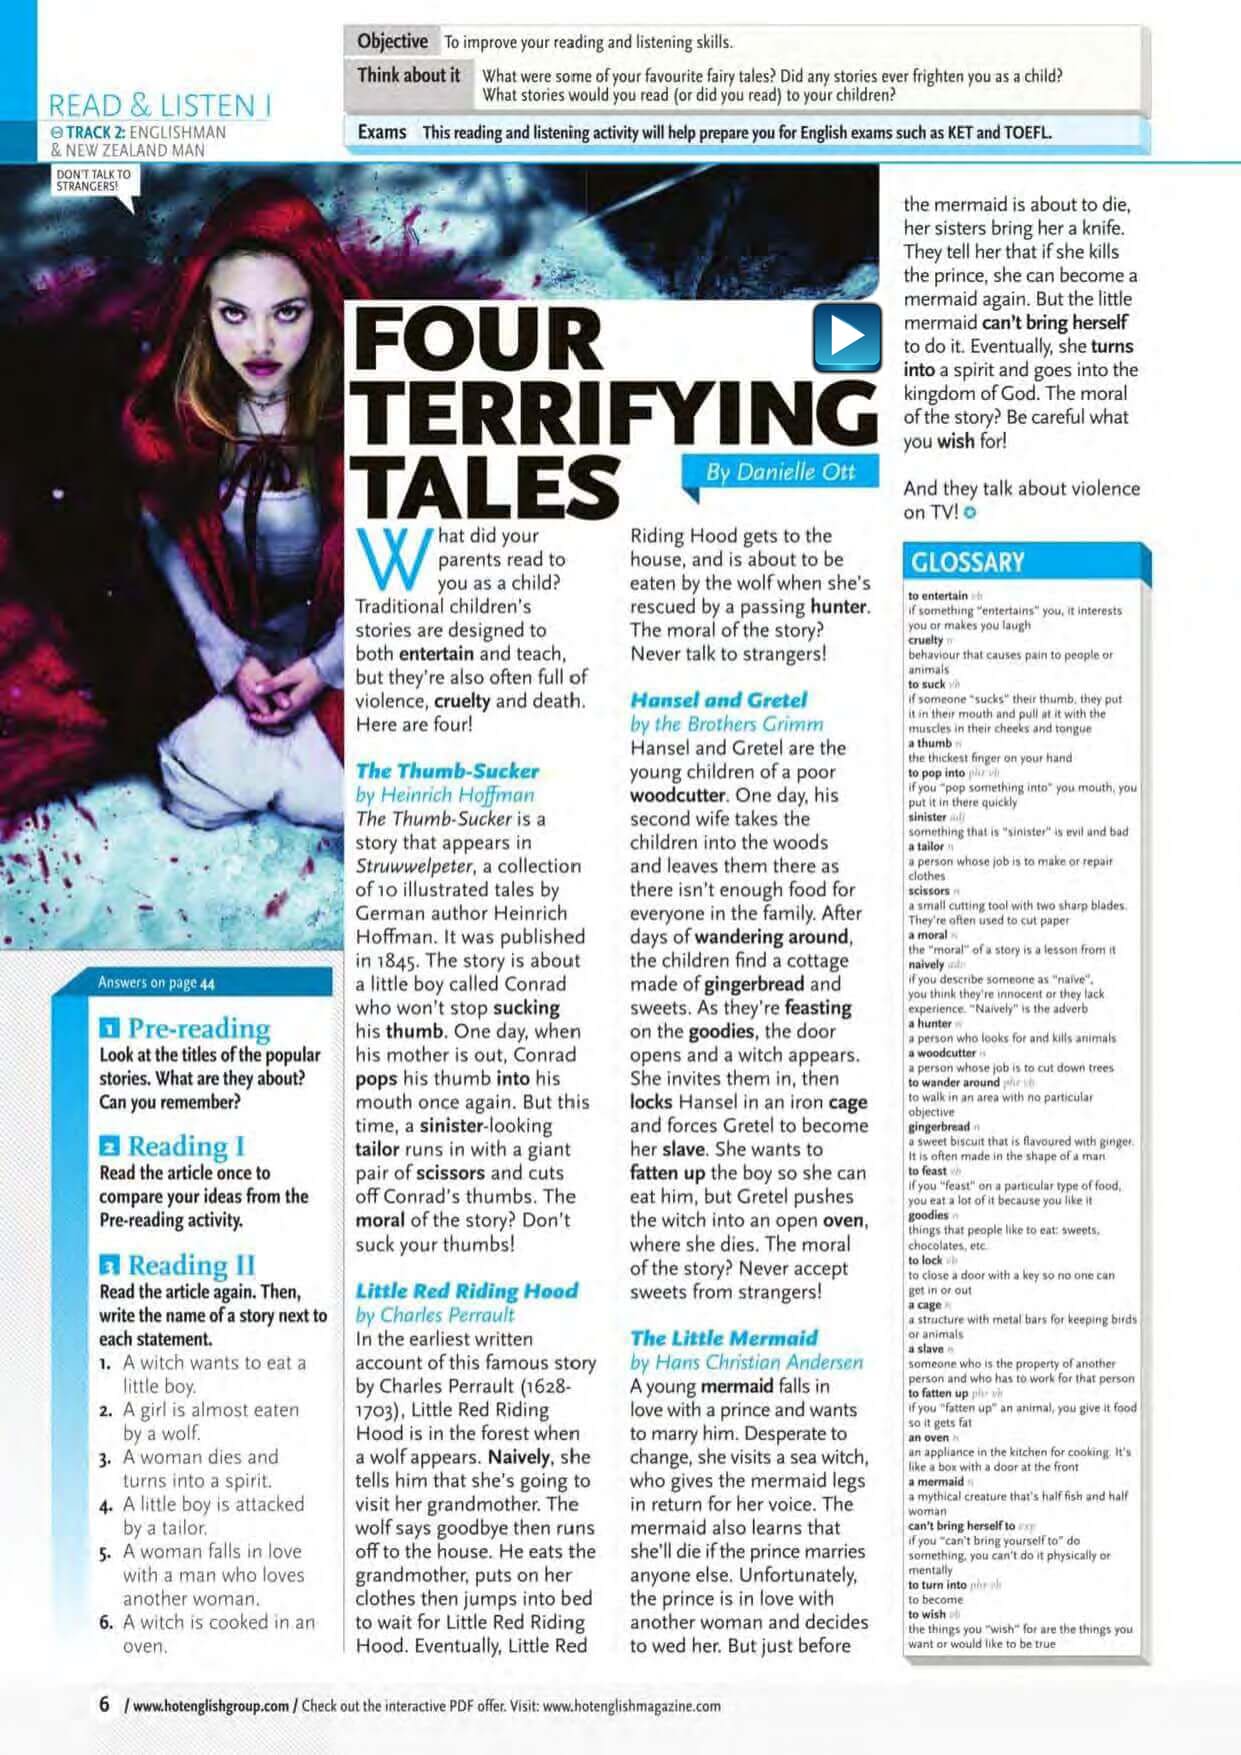 READ & LISTEN I
TRACK 2: ENGLISHMAN
& NEW ZEALAND MAN
Objective To improve your reading and listening skills.
Think about it What were some of your favourite fairy tales? Did any stories ever frighten you as a child?
What stories would you read (or did you read) to your children?
Exams This reading and listening activity will help prepare you for English exams such as KET and TOEFL.
DON'T TALK TO
STRANGERS!
FOUR
TERRIFYING
TALES
By Danielle Ott
What did your
parents read to
you as a child?
Traditional children's
stories are designed to
both entertain and teach,
but they're also often full of
violence, cruelty and death.
Here are four!
The Thumb-Sucker
by Heinrich Hoffman
The Thumb-Sucker is a
story that appears in
Struwwelpeter, a collection
of 10 illustrated tales by
German author Heinrich
Hoffman. It was published
in 1845. The story is about
a little boy called Conrad
who won't stop sucking
his thumb. One day, when
his mother is out, Conrad
pops his thumb into his
mouth once again. But this
time, a sinister-looking
tailor runs in with a giant
pair of scissors and cuts
off Conrad's thumbs. The
moral of the story? Don't
suck your thumbs!
Little Red Riding Hood
by Charles Perrault
In the earliest written
account of this famous story
by Charles Perrault (1628-
1703), Little Red Riding
Hood is in the forest when
a wolf appears. Naively, she
tells him that she's going to
visit her grandmother. The
wolf says goodbye then runs
off to the house. He eats the
grandmother, puts on her
clothes then jumps into bed
to wait for Little Red Riding
Hood. Eventually, Little Red
Riding Hood gets to the
house, and is about to be
eaten by the wolf when she's
rescued by a passing hunter.
The moral of the story?
Never talk to strangers!
Hansel and Gretel
by the Brothers Grimm
Hansel and Gretel are the
young children of a poor
woodcutter. One day, his
second wife takes the
children into the woods
and leaves them there as
there isn't enough food for
everyone in the family. After
days of wandering around,
the children find a cottage
made of gingerbread and
sweets. As they're feasting
on the goodies, the door
opens and a witch appears.
She invites them in, then
locks Hansel in an iron cage
and forces Gretel to become
her slave. She wants to
fatten up the boy so she can
eat him, but Gretel pushes
the witch into an open oven,
where she dies. The moral
of the story? Never accept
sweets from strangers!
The Little Mermaid
by Hans Christian Andersen
A young mermaid falls in
love with a prince and wants
to marry him. Desperate to
change, she visits a sea witch,
who gives the mermaid legs
in return for her voice. The
mermaid also learns that
she'll die if the prince marries
anyone else. Unfortunately,
the prince is in love with
another woman and decides
to wed her. But just before
the mermaid is about to die,
her sisters bring her a knife.
They tell her that if she kills
the prince, she can become a
mermaid again. But the little
mermaid can't bring herself
to do it. Eventually, she turns
into a spirit and goes into the
kingdom of God. The moral
of the story? Be careful what
you wish for!
And they talk about violence
on TV!
Answers on page 44
1 Pre-reading
Look at the titles of the popular
stories. What are they about?
Can you remember?
2 Reading I
Read the article once to
compare your ideas from the
Pre-reading activity.
3 Reading II
Read the article again. Then,
write the name of a story next to
each statement.
1. A witch wants to eat a
little boy.
2. A girl is almost eaten
by a wolf.
3. A woman dies and
turns into a spirit.
4. A little boy is attacked
by a tailor.
5. A woman falls in love
with a man who loves
another woman.
6. A witch is cooked in an
oven.
GLOSSARY
to entertain vb
if something "entertains" you, it interests
you or makes you laugh
cruelty n
behaviour that causes pain to people or
animals
to suck vb
if someone "sucks" their thumb, they put
it in their mouth and pull at it with the
muscles in their cheeks and tongue
a thumb n
the thickest finger on your hand
to pop into phr vb
if you "pop something into" you mouth, you
put it in there quickly
sinister adj
something that is "sinister" is evil and bad
a tailor n
a person whose job is to make or repair
clothes
scissors n
a small cutting tool with two sharp blades.
They're often used to cut paper
a moral n
the "moral" of a story is a lesson from it
naively adv
if you describe someone as "naïve",
you think they're innocent or they lack
experience. "Naively" is the adverb
a hunter n
a person who looks for and kills animals
a woodcutter n
a person whose job is to cut down trees
to wander around phr vb
to walk in an area with no particular
objective
gingerbread n
a sweet biscuit that is flavoured with ginger.
It is often made in the shape of a man
to feast vb
if you "feast" on a particular type of food,
you eat a lot of it because you like it
goodies n
things that people like to eat: sweets,
chocolates, etc.
to lock vb
to close a door with a key so no one can
get in or out
a cage n
a structure with metal bars for keeping birds
or animals
a slave n
someone who is the property of another
person and who has to work for that person
to fatten up phr vb
if you "fatten up" an animal, you give it food
so it gets fat
an oven n
an appliance in the kitchen for cooking. It's
like a box with a door at the front
a mermaid n
a mythical creature that's half fish and half
woman
can't bring herself to exp
if you "can't bring yourself to" do
something, you can't do it physically or
mentally
to turn into phr vb
to become
to wish vb
the things you "wish" for are the things you
want or would like to be true
6 / www.hotenglishgroup.com / Check out the interactive PDF offer. Visit: www.hotenglishmagazine.com